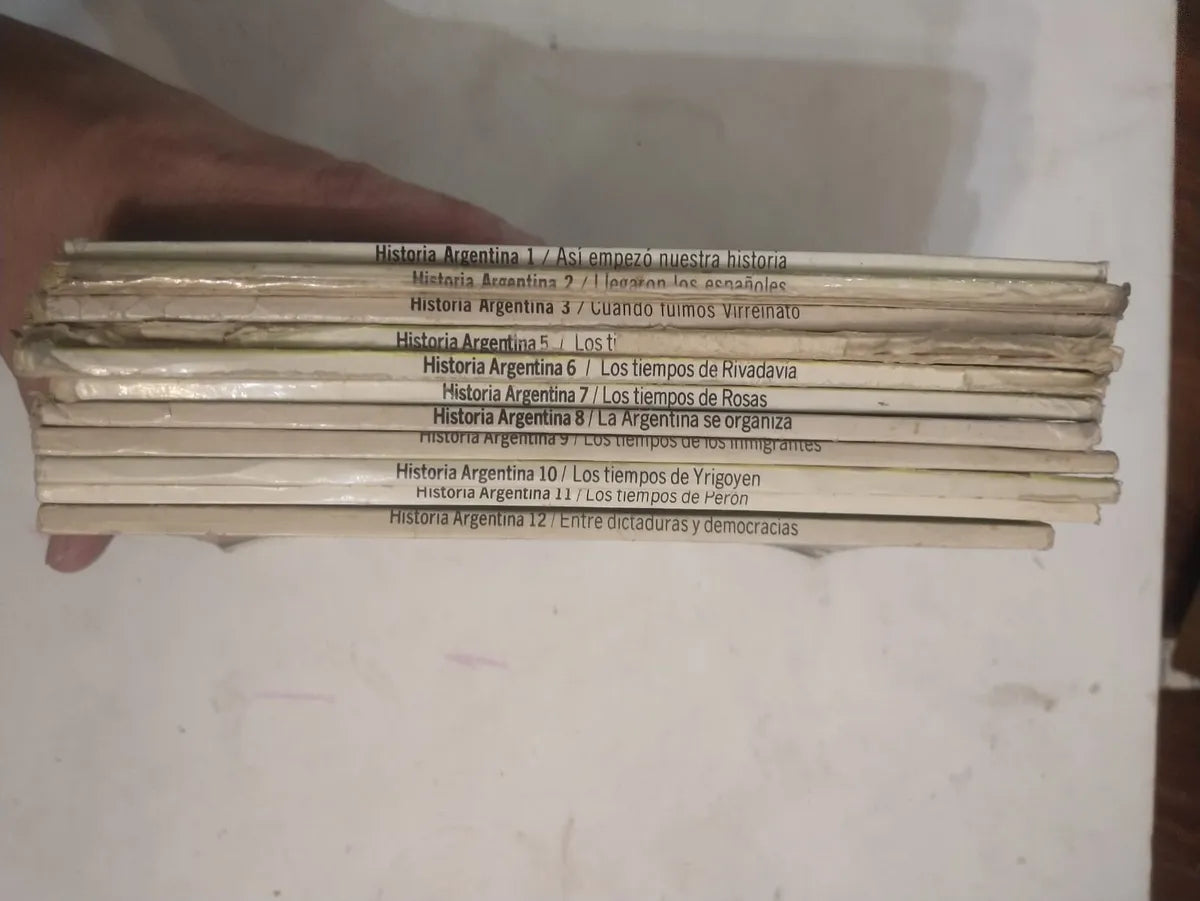 Historia Argentina 1 / Así empezó nuestra historia
Historia Argentina 2 / Llegaron los españoles
Historia Argentina 3 / Cuando fuimos Virreinato
Historia Argentina 5 / Los ti
Historia Argentina 6 / Los tiempos de Rivadavia
Historia Argentina 7 / Los tiempos de Rosas
Historia Argentina 8 / La Argentina se organiza
Historia Argentina 9 / Los tiempos de los inmigrantes
Historia Argentina 10 / Los tiempos de Yrigoyen
Historia Argentina 11 / Los tiempos de Perón
Historia Argentina 12 / Entre dictaduras y democracias